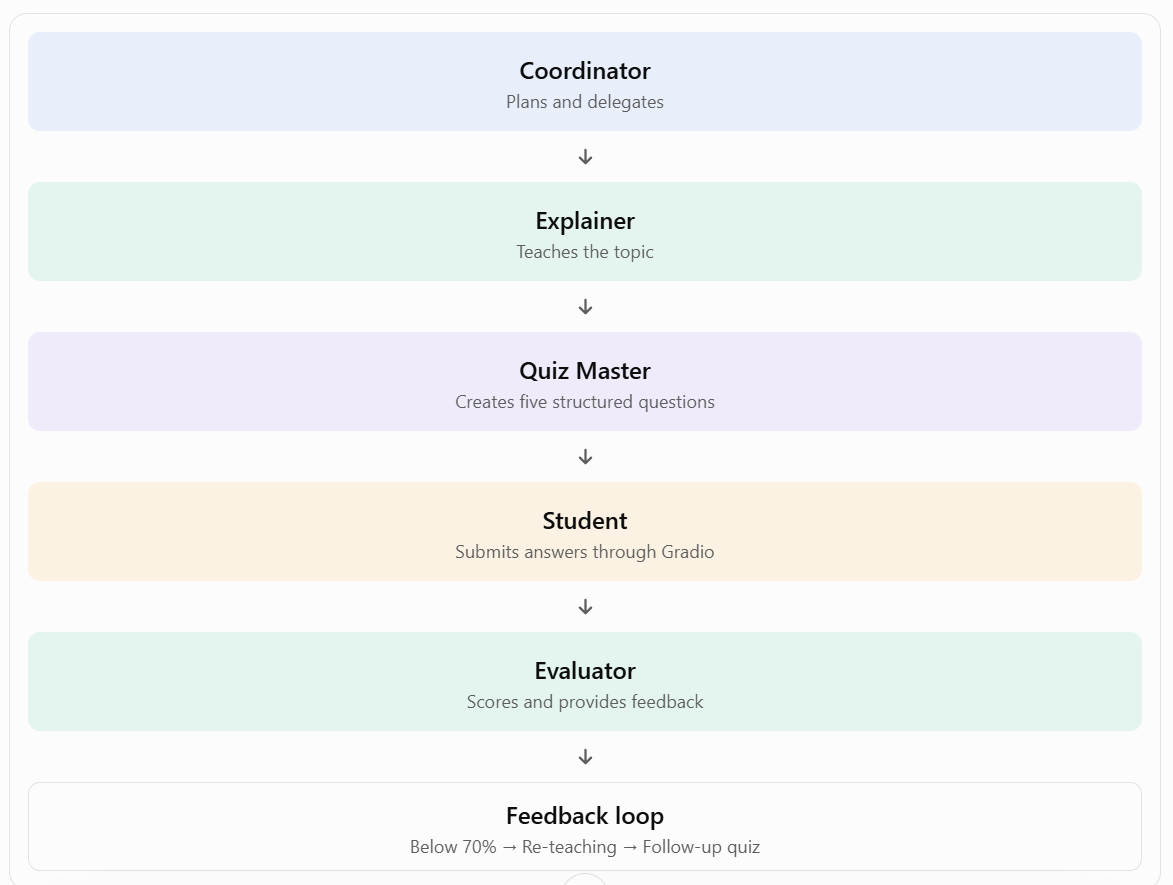 Coordinator
Plans and delegates
↓
Explainer
Teaches the topic
↓
Quiz Master
Creates five structured questions
↓
Student
Submits answers through Gradio
↓
Evaluator
Scores and provides feedback
↓
Feedback loop
Below 70% → Re-teaching → Follow-up quiz